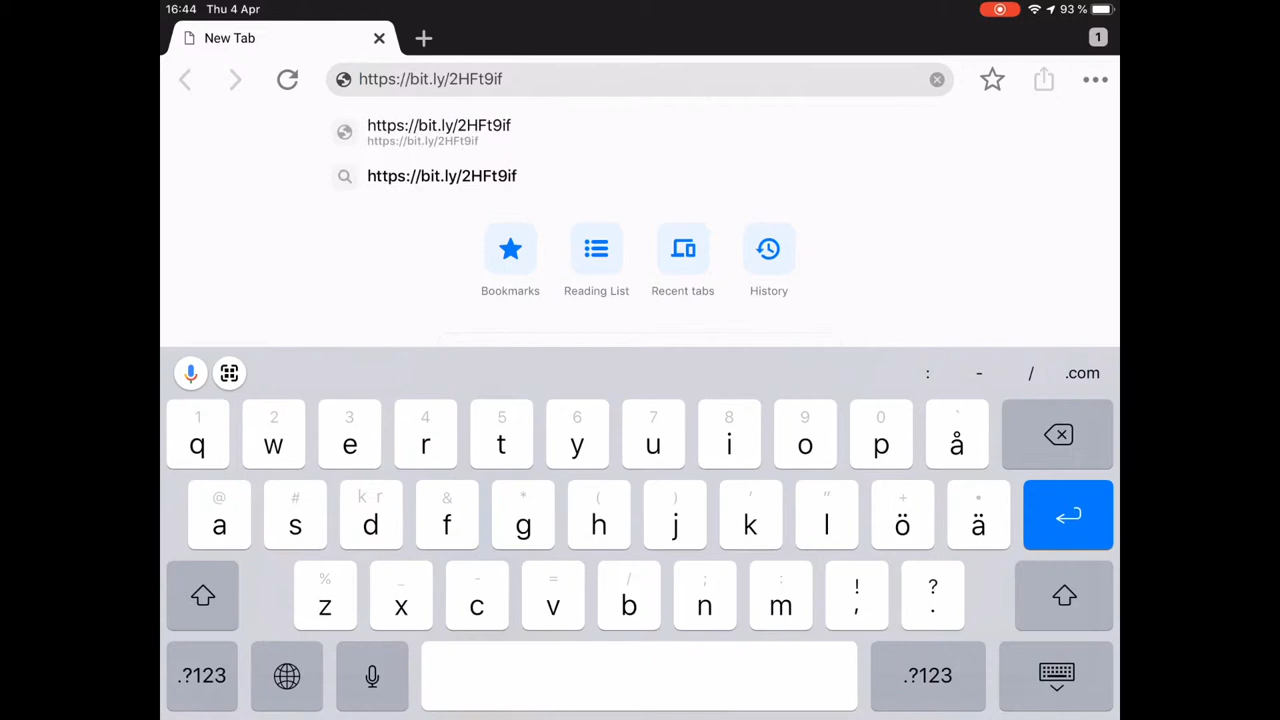 16:44 Thu 4 Apr 93 %
New Tab 1
https://bit.ly/2HFt9if
https://bit.ly/2HFt9if
https://bit.ly/2HFt9if
https://bit.ly/2HFt9if
Bookmarks Reading List Recent tabs History
: - / .com
1 2 3 4 5 6 7 8 9 0 `
q w e r t y u i o p å
@ # k r & * ( ) ' " + •
a s d f g h j k l ö ä
% _ - = / ; : ! ?
z x c v b n m , .
.?123 .?123